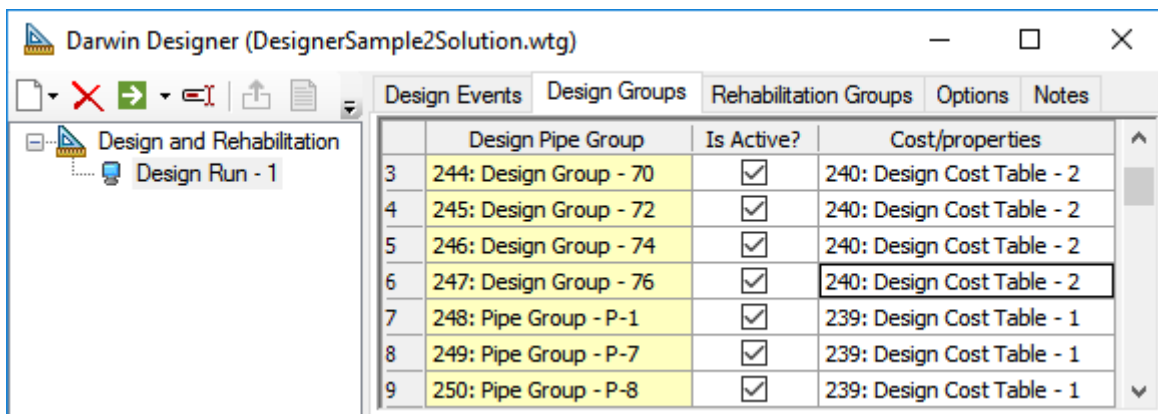 Darwin Designer (DesignerSample2Solution.wtg)
Design Events Design Groups Rehabilitation Groups Options Notes
Design and Rehabilitation
Design Run - 1
Design Pipe Group Is Active? Cost/properties
3 244: Design Group - 70 240: Design Cost Table - 2
4 245: Design Group - 72 240: Design Cost Table - 2
5 246: Design Group - 74 240: Design Cost Table - 2
6 247: Design Group - 76 240: Design Cost Table - 2
7 248: Pipe Group - P-1 239: Design Cost Table - 1
8 249: Pipe Group - P-7 239: Design Cost Table - 1
9 250: Pipe Group - P-8 239: Design Cost Table - 1